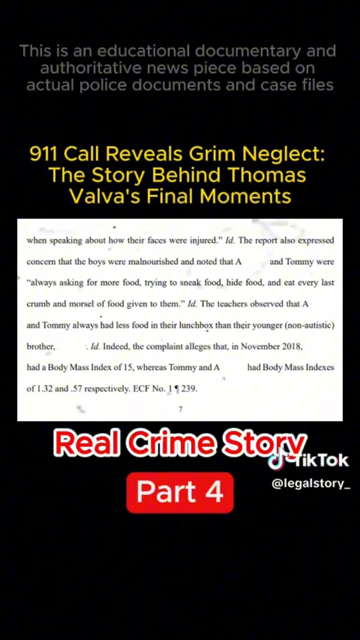 This is an educational documentary and
authoritative news piece based on
actual police documents and case files
911 Call Reveals Grim Neglect:
The Story Behind Thomas
Valva's Final Moments
when speaking about how their faces were injured." Id. The report also expressed
concern that the boys were malnourished and noted that A and Tommy were
"always asking for more food, trying to sneak food, hide food, and eat every last
crumb and morsel of food given to them." Id. The teachers observed that A
and Tommy always had less food in their lunchbox than their younger (non-autistic)
brother, . Id. Indeed, the complaint alleges that, in November 2018,
had a Body Mass Index of 15, whereas Tommy and A had Body Mass Indexes
of 1.32 and .57 respectively. ECF No. 1 ¶ 239.
7
Real Crime Story
TikTok
Part 4
@legalstory_